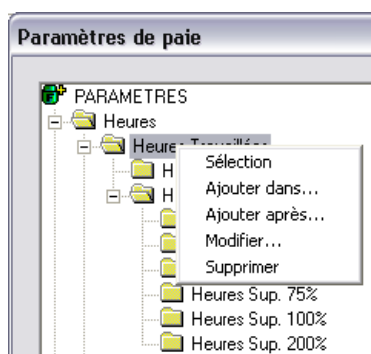 Paramètres de paie
PARAMETRES
Heures
Heures Travaillées
Sélection
H
Ajouter dans...
H
Ajouter après...
Modifier...
Supprimer
Heures Sup. 75%
Heures Sup. 100%
Heures Sup. 200%